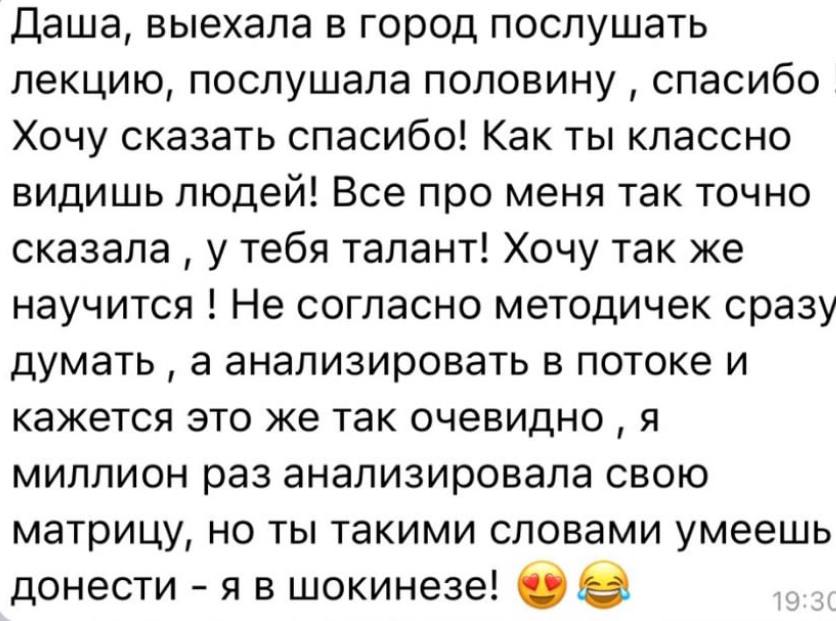 Даша, выехала в город послушать
лекцию, послушала половину , спасибо !
Хочу сказать спасибо! Как ты классно
видишь людей! Все про меня так точно
сказала , у тебя талант! Хочу так же
научится ! Не согласно методичек сразу
думать , а анализировать в потоке и
кажется это же так очевидно , я
миллион раз анализировала свою
матрицу, но ты такими словами умеешь
донести - я в шокинезе! 😍😂
19:30